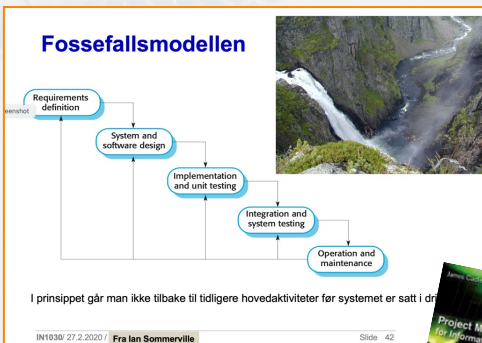 Fossefallsmodellen
Requirements
definition
eenshot
System and
software design
Implementation
and unit testing
Integration and
system testing
Operation and
maintenance
I prinsippet går man ikke tilbake til tidligere hovedaktiviteter før systemet er satt i dri
James
Project M
for Informa
IN1030/ 27.2.2020 / Fra Ian Sommerville
Slide 42